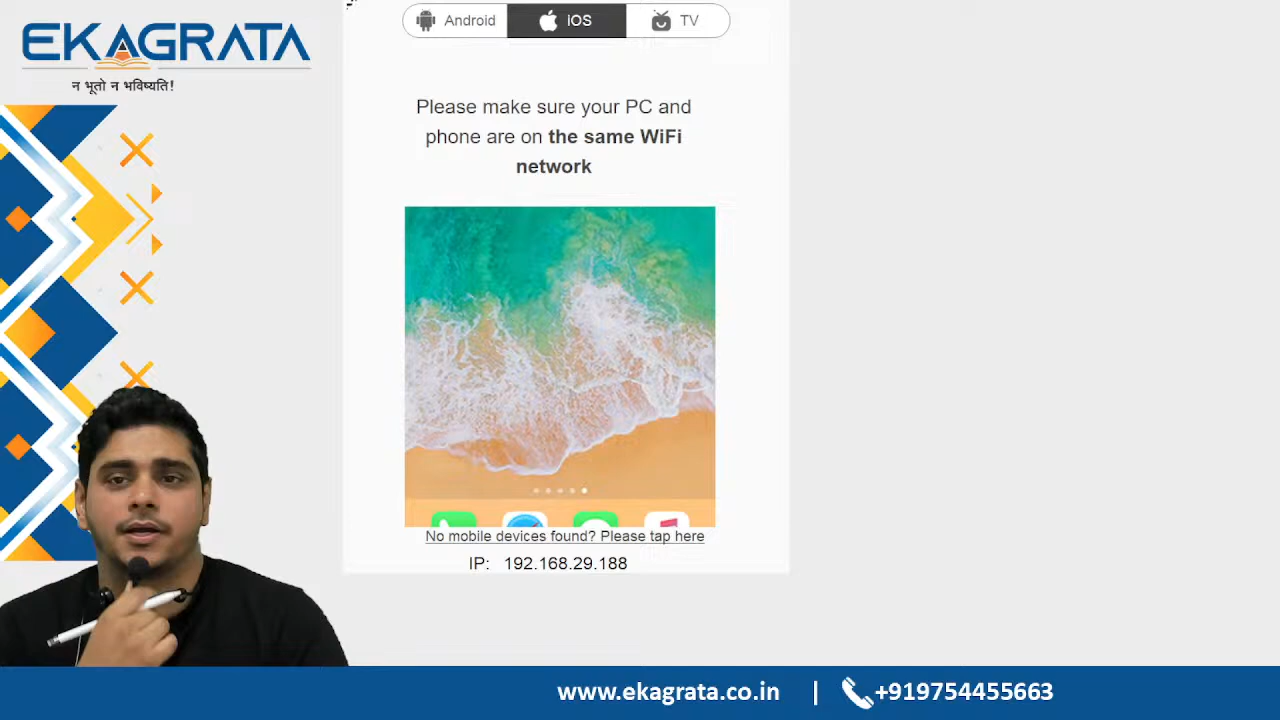 EKAGRATA
न भूतो न भविष्यति!
Android
iOS
TV
Please make sure your PC and
phone are on the same WiFi
network
No mobile devices found? Please tap here
IP: 192.168.29.188
www.ekagrata.co.in | +919754455663